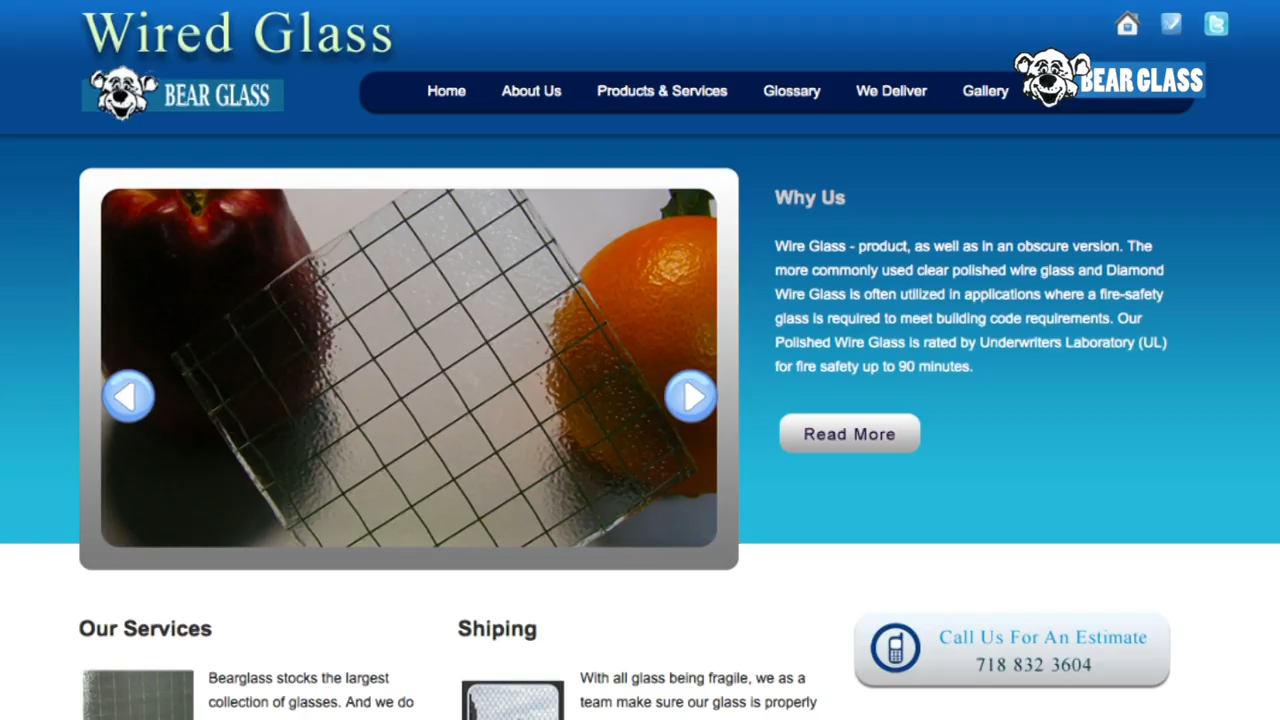 Wired Glass
BEAR GLASS
Home About Us Products & Services Glossary We Deliver Gallery
BEAR GLASS
Why Us
Wire Glass - product, as well as in an obscure version. The
more commonly used clear polished wire glass and Diamond
Wire Glass is often utilized in applications where a fire-safety
glass is required to meet building code requirements. Our
Polished Wire Glass is rated by Underwriters Laboratory (UL)
for fire safety up to 90 minutes.
Read More
Our Services
Bearglass stocks the largest
collection of glasses. And we do
Shiping
With all glass being fragile, we as a
team make sure our glass is properly
Call Us For An Estimate
718 832 3604